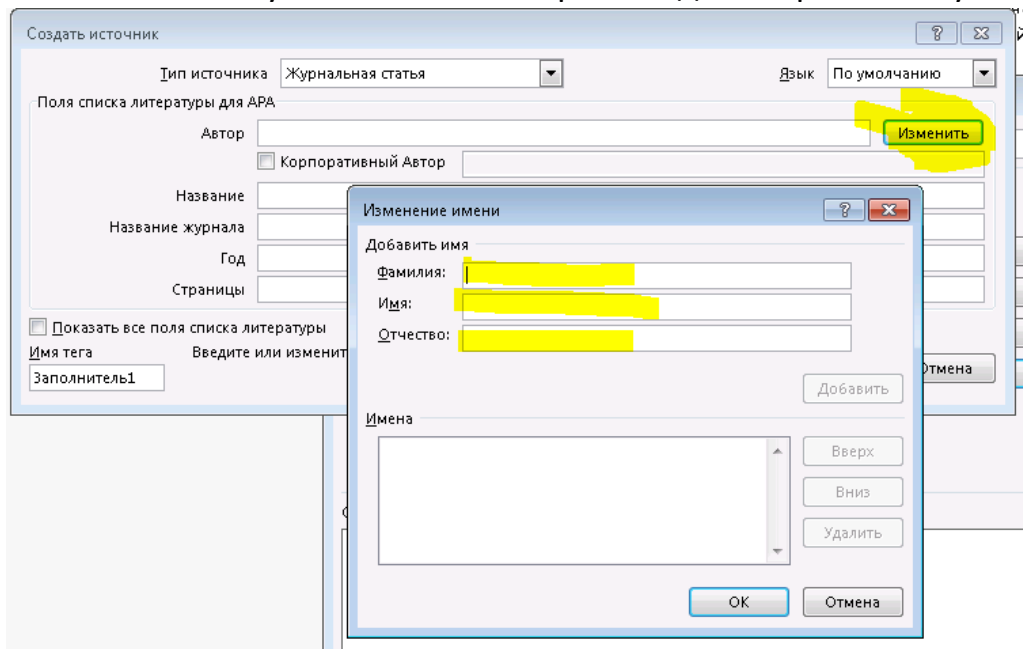 Создать источник
Тип источника Журнальная статья Язык По умолчанию
Поля списка литературы для APA
Автор Изменить
Корпоративный Автор
Название
Название журнала
Год
Страницы
Показать все поля списка литературы
Имя тега Введите или изменит
Заполнитель1
Отмена
Изменение имени
Добавить имя
Фамилия:
Имя:
Отчество:
Добавить
Имена
Вверх
Вниз
Удалить
ОК Отмена